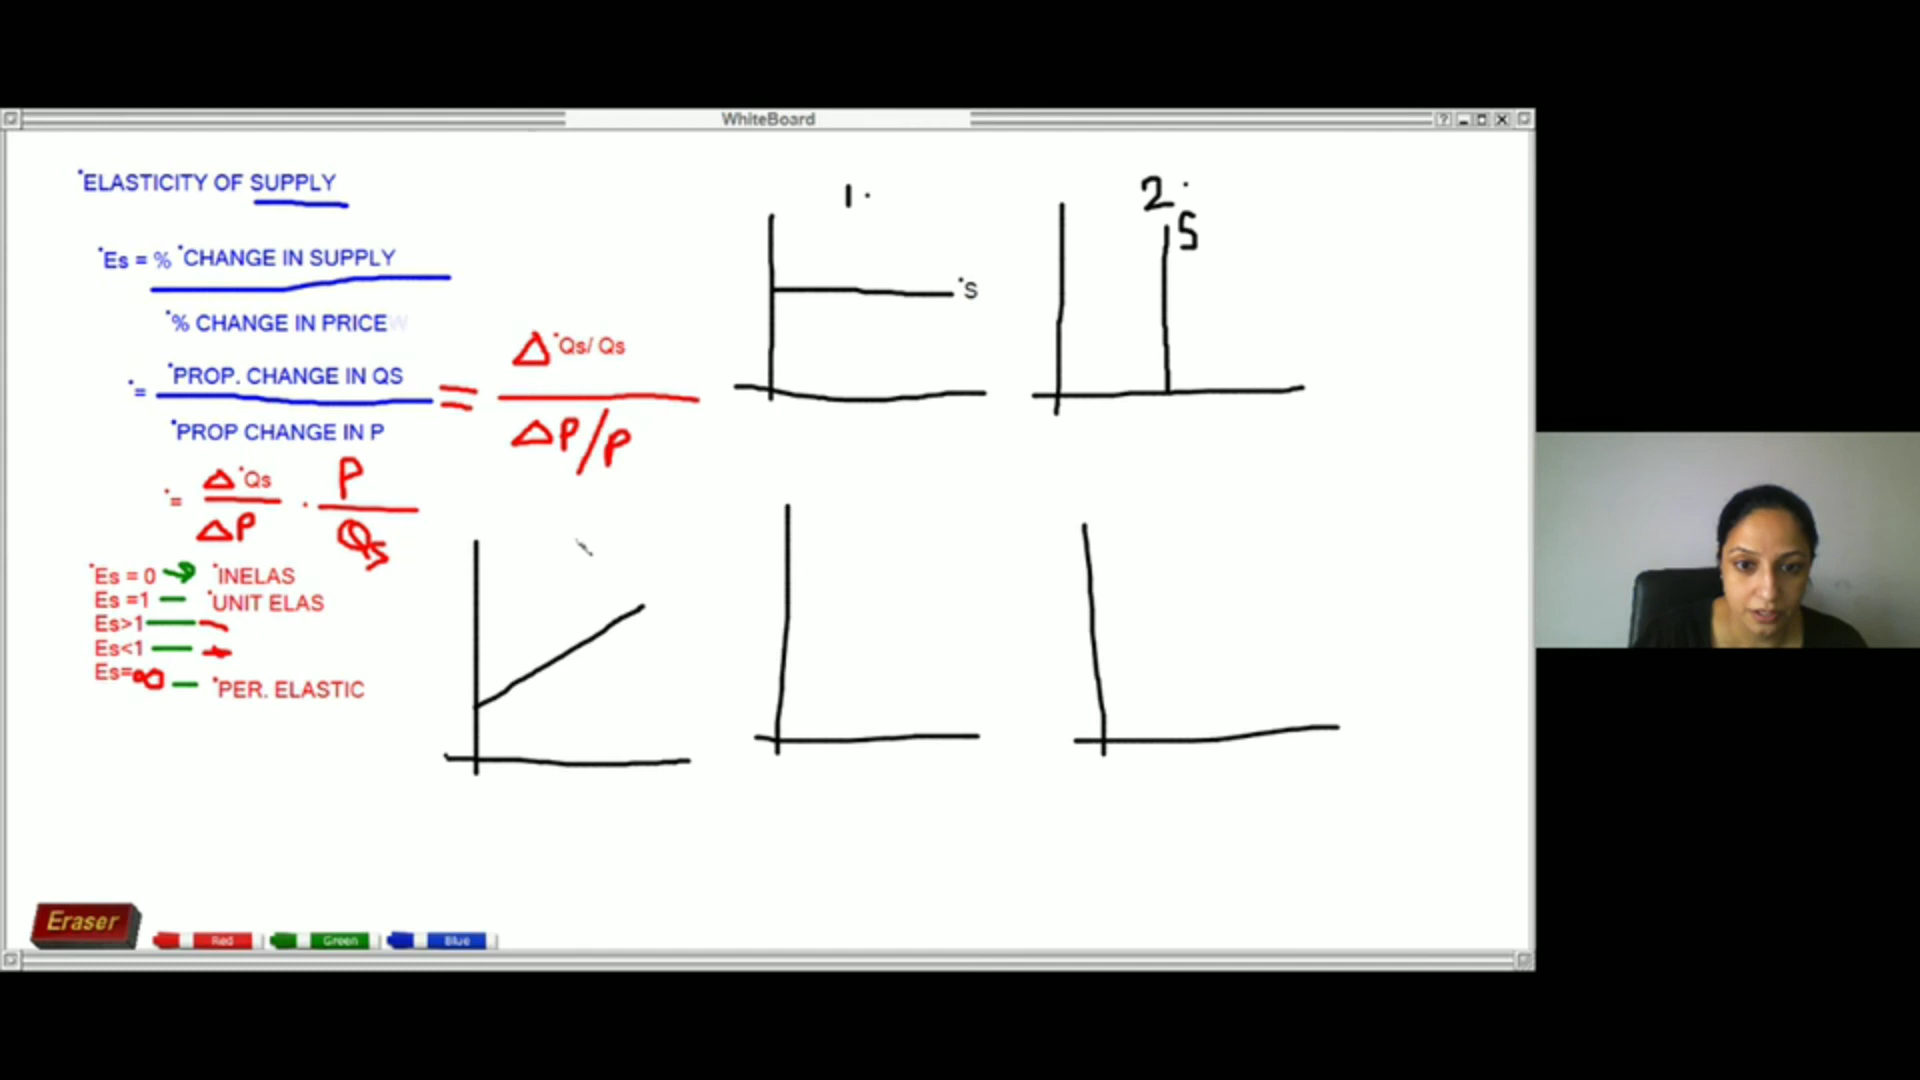 WhiteBoard
ELASTICITY OF SUPPLY
Es = % CHANGE IN SUPPLY
% CHANGE IN PRICE
= PROP. CHANGE IN QS
PROP CHANGE IN P
= Δ Qs/ Qs
ΔP/P
= ΔQs . P
ΔP Qs
Es = 0 → INELAS
Es =1 — UNIT ELAS
Es>1 —
Es<1 —
Es=∞ — PER. ELASTIC
1.
S
2.
S
Eraser
Red
Green
Blue